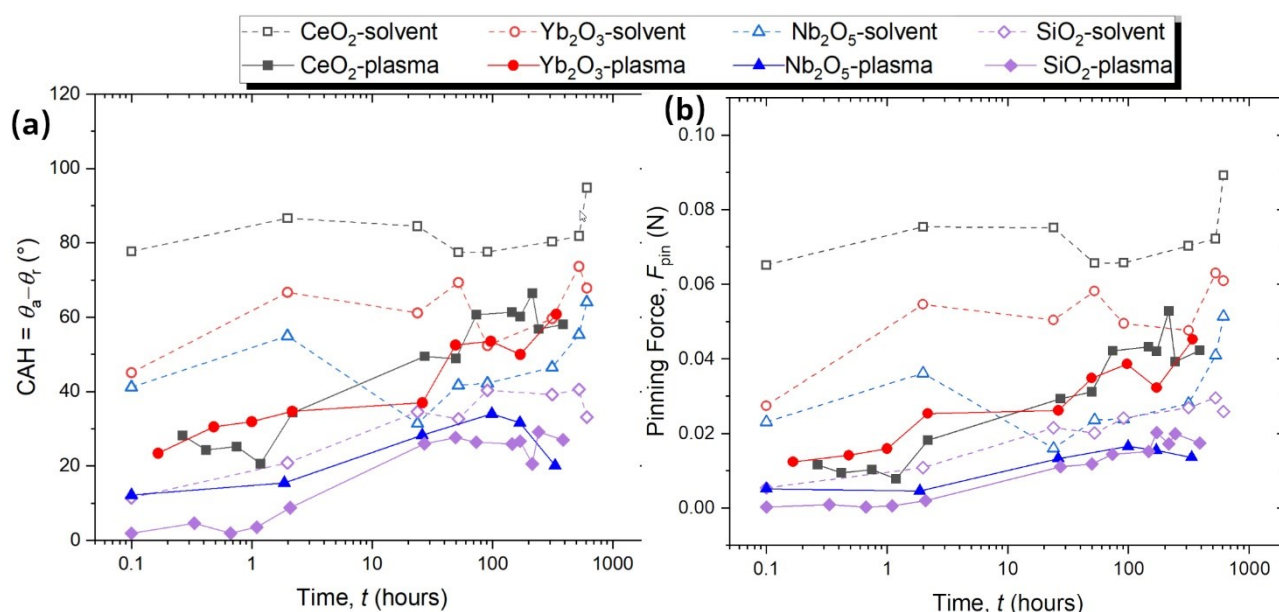 CeO₂-solvent Yb₂O₃-solvent Nb₂O₅-solvent SiO₂-solvent
CeO₂-plasma Yb₂O₃-plasma Nb₂O₅-plasma SiO₂-plasma
(a)
CAH = θₐ–θᵣ (°)
120
100
80
60
40
20
0
0.1 1 10 100 1000
Time, t (hours)
(b)
Pinning Force, Fpin (N)
0.10
0.08
0.06
0.04
0.02
0.00
0.1 1 10 100 1000
Time, t (hours)